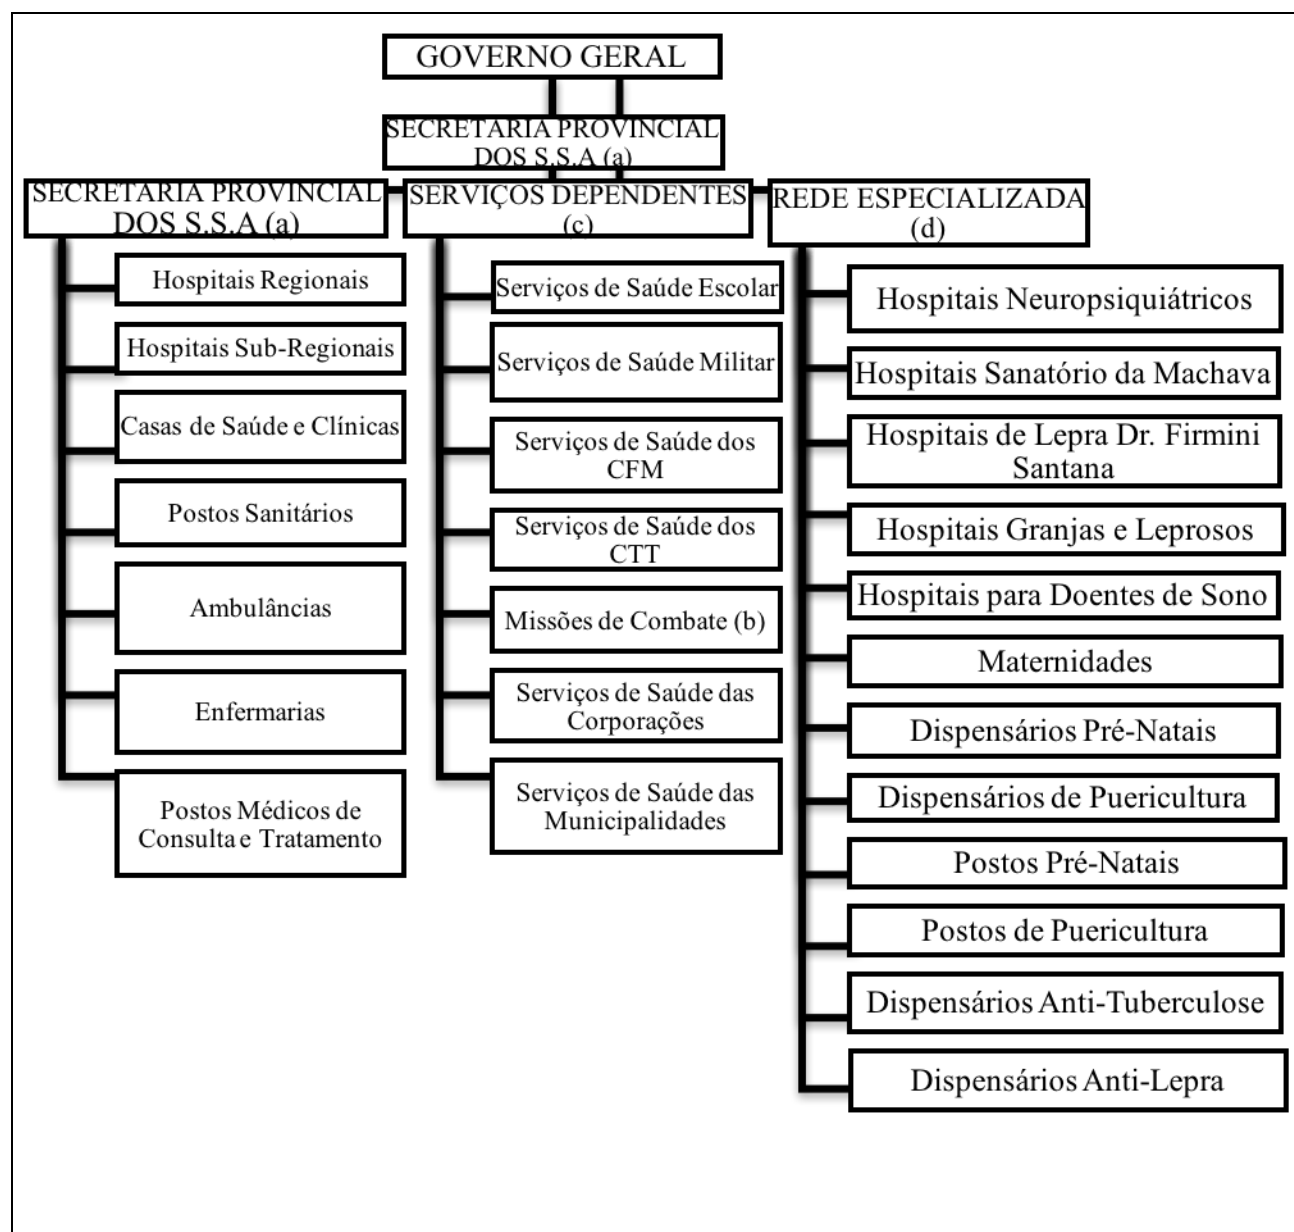 GOVERNO GERAL
SECRETARIA PROVINCIAL
DOS S.S.A (a)
SECRETARIA PROVINCIAL
DOS S.S.A (a)
Hospitais Regionais
Hospitais Sub-Regionais
Casas de Saúde e Clínicas
Postos Sanitários
Ambulâncias
Enfermarias
Postos Médicos de
Consulta e Tratamento
SERVIÇOS DEPENDENTES
(c)
Serviços de Saúde Escolar
Serviços de Saúde Militar
Serviços de Saúde dos
CFM
Serviços de Saúde dos
CTT
Missões de Combate (b)
Serviços de Saúde das
Corporações
Serviços de Saúde das
Municipalidades
REDE ESPECIALIZADA
(d)
Hospitais Neuropsiquiátricos
Hospitais Sanatório da Machava
Hospitais de Lepra Dr. Firmini
Santana
Hospitais Granjas e Leprosos
Hospitais para Doentes de Sono
Maternidades
Dispensários Pré-Natais
Dispensários de Puericultura
Postos Pré-Natais
Postos de Puericultura
Dispensários Anti-Tuberculose
Dispensários Anti-Lepra